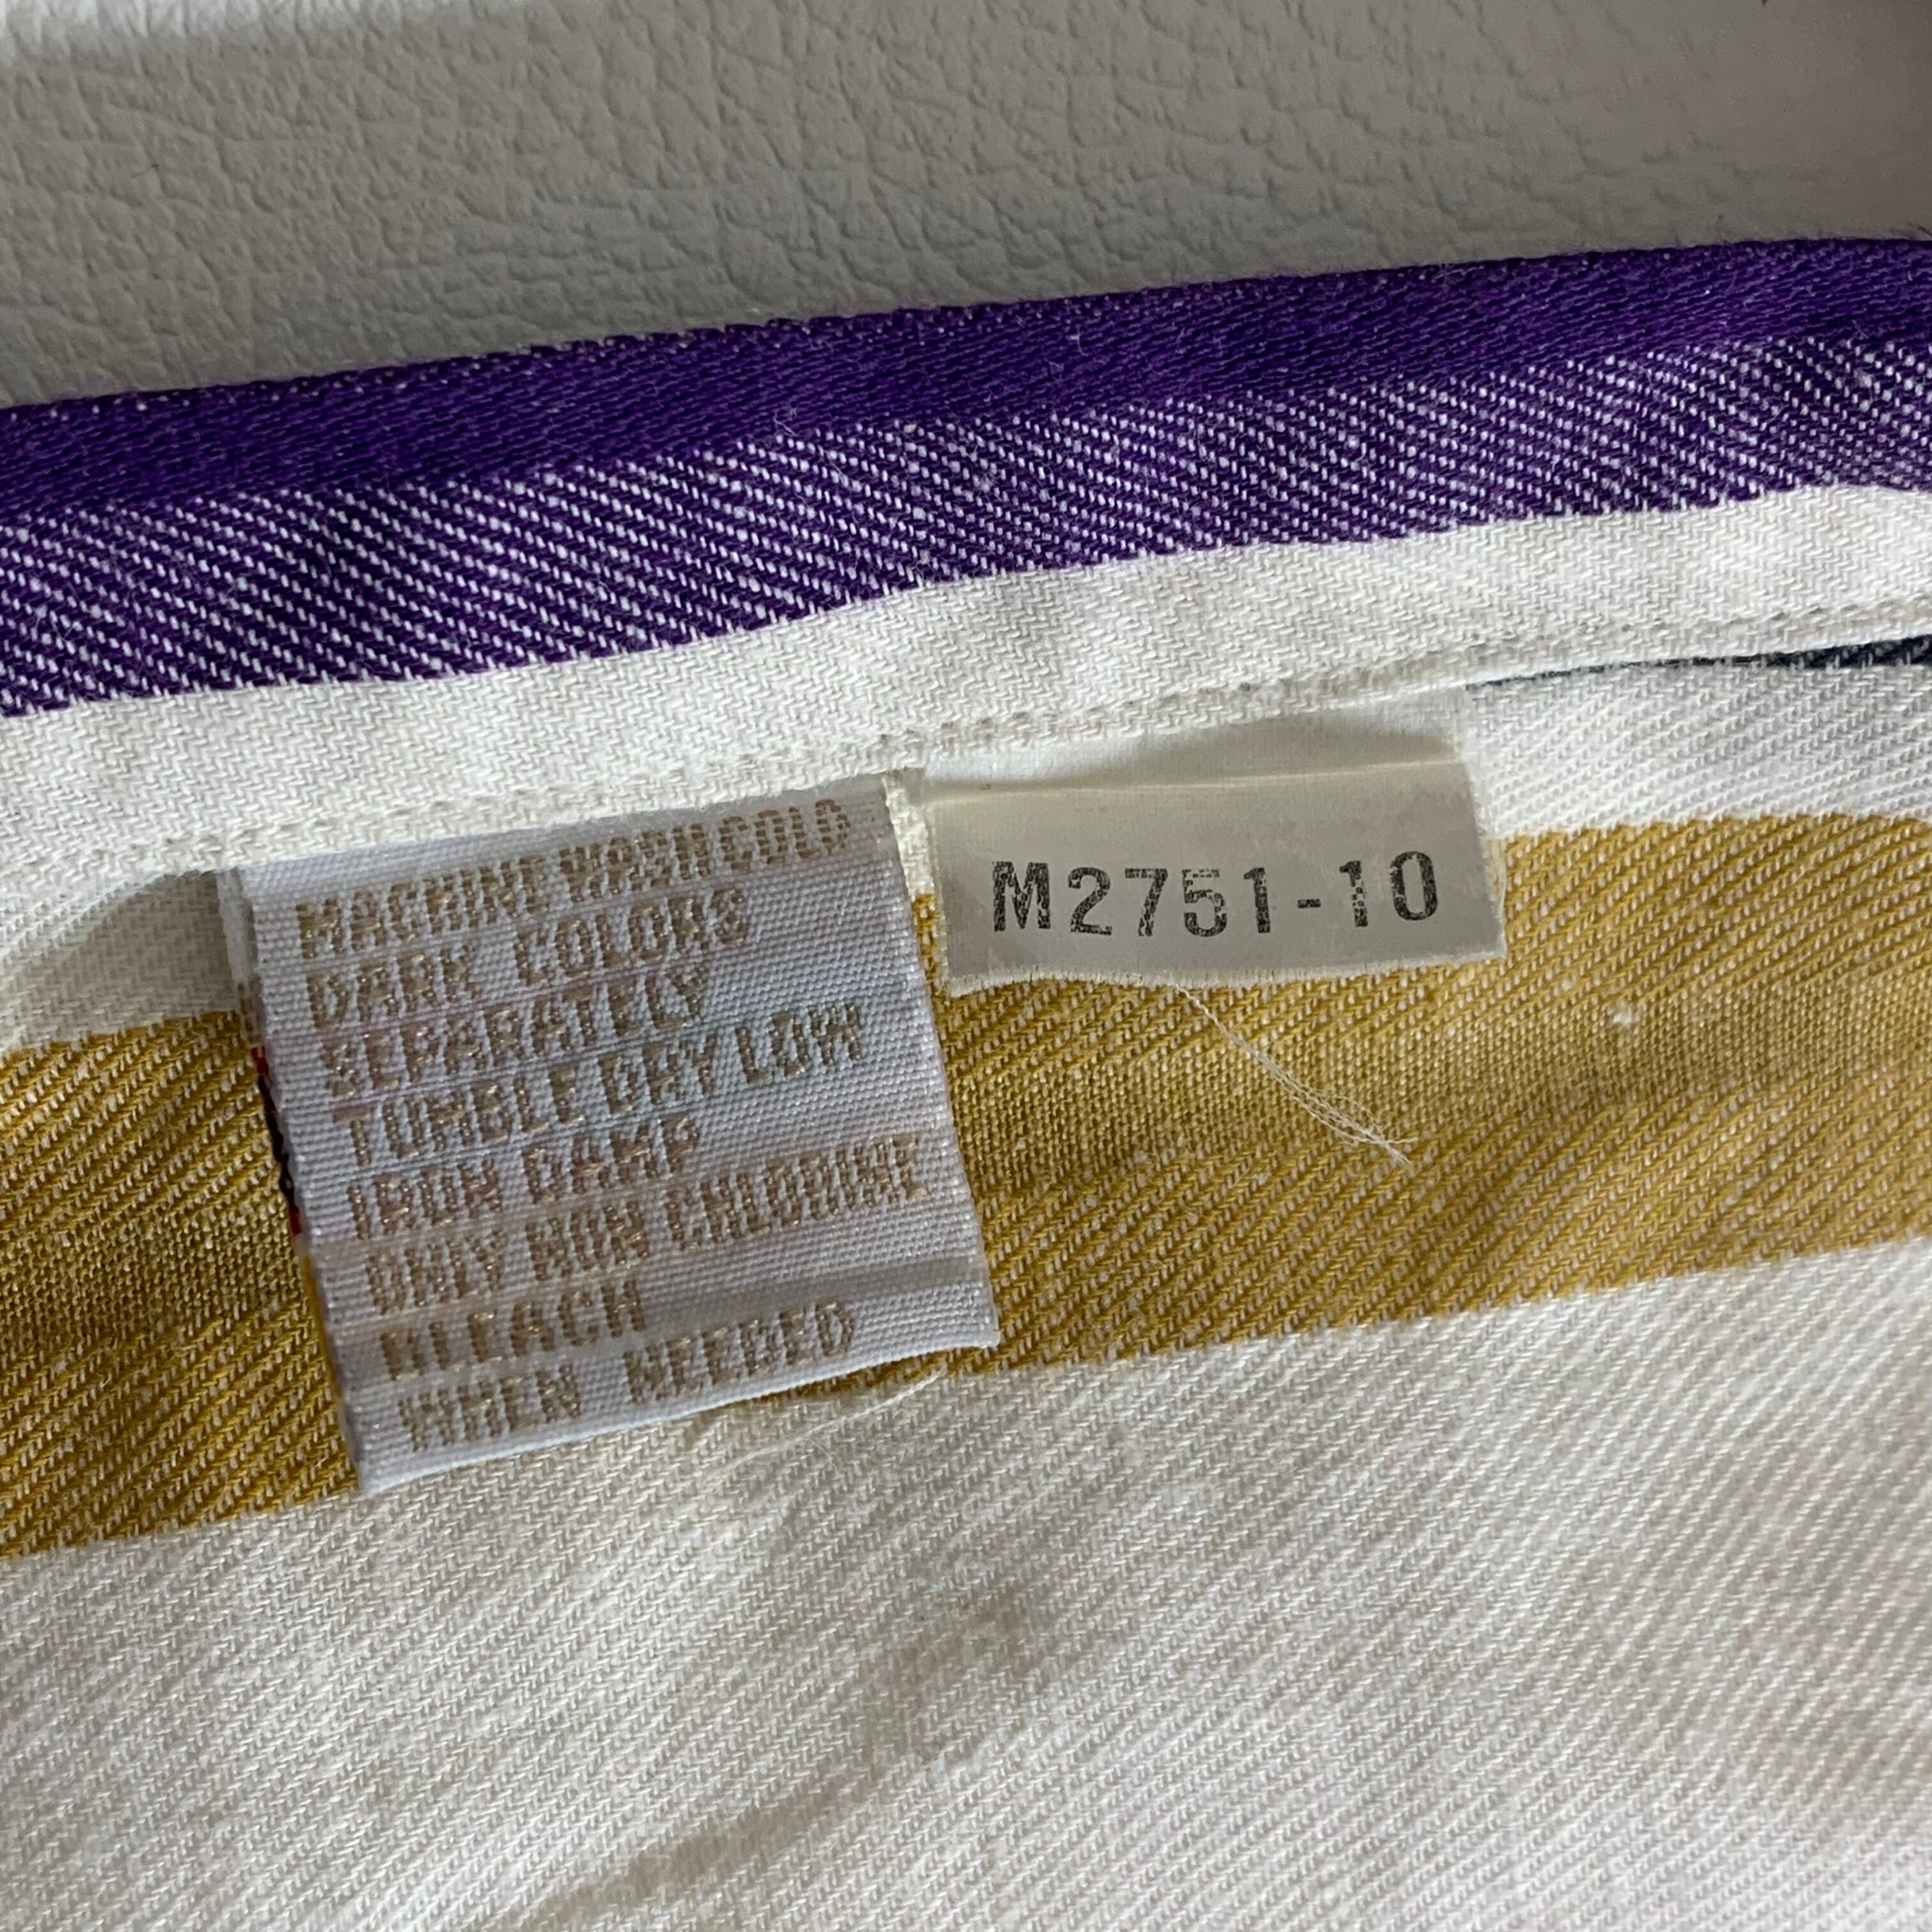 MACHINE WASH COLD
DARK COLORS
SEPARATELY
TUMBLE DRY LOW
IRON DAMP
ONLY NON CHLORINE
BLEACH
WHEN NEEDED
M2751-10